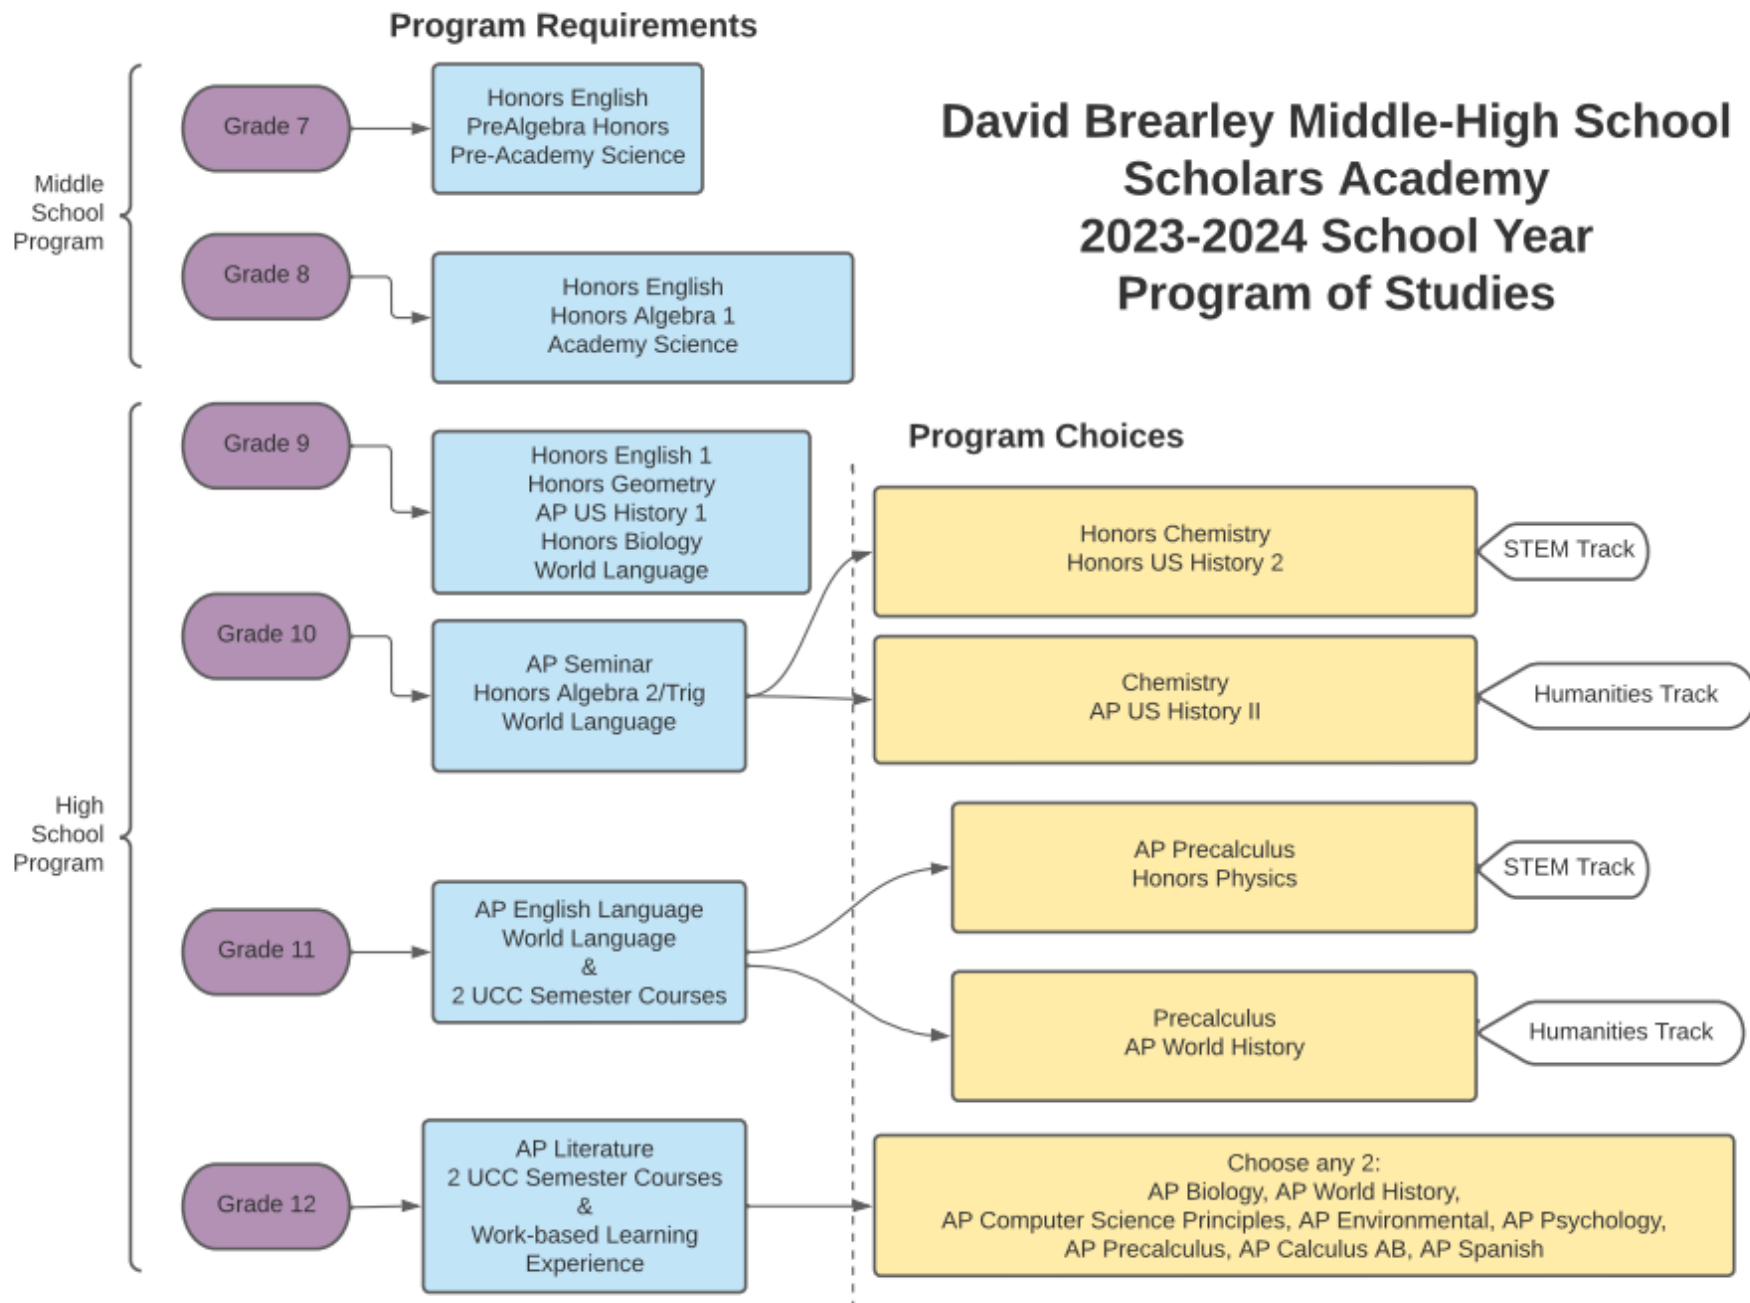 Program Requirements
David Brearley Middle-High School
Scholars Academy
2023-2024 School Year
Program of Studies
Middle
School
Program
Grade 7
Honors English
PreAlgebra Honors
Pre-Academy Science
Grade 8
Honors English
Honors Algebra 1
Academy Science
High
School
Program
Grade 9
Honors English 1
Honors Geometry
AP US History 1
Honors Biology
World Language
Program Choices
Grade 10
AP Seminar
Honors Algebra 2/Trig
World Language
Honors Chemistry
Honors US History 2
STEM Track
Chemistry
AP US History II
Humanities Track
Grade 11
AP English Language
World Language
&
2 UCC Semester Courses
AP Precalculus
Honors Physics
STEM Track
Precalculus
AP World History
Humanities Track
Grade 12
AP Literature
2 UCC Semester Courses
&
Work-based Learning
Experience
Choose any 2:
AP Biology, AP World History,
AP Computer Science Principles, AP Environmental, AP Psychology,
AP Precalculus, AP Calculus AB, AP Spanish